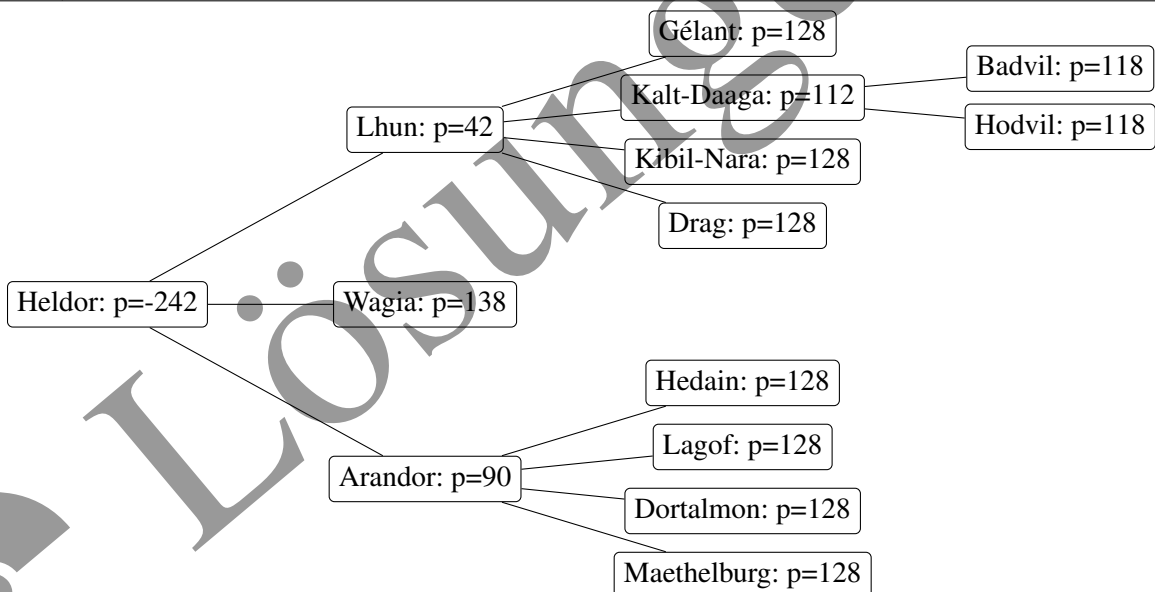 Gélant: p=128
Badvil: p=118
Kalt-Daaga: p=112
Hodvil: p=118
Lhun: p=42
Kibil-Nara: p=128
Drag: p=128
Heldor: p=-242
Wagia: p=138
Hedain: p=128
Lagof: p=128
Arandor: p=90
Dortalmon: p=128
Maethelburg: p=128